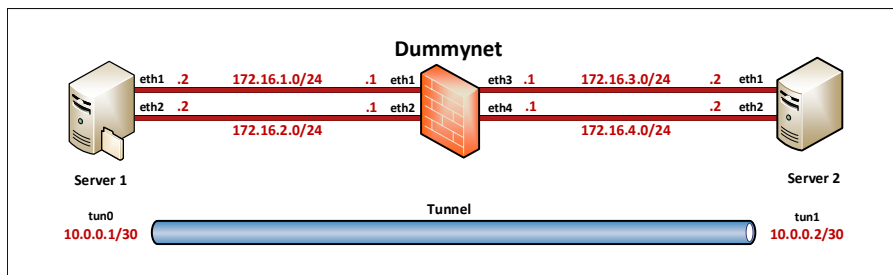 Dummynet
eth1 .2 172.16.1.0/24 .1 eth1 eth3 .1 172.16.3.0/24 .2 eth1
eth2 .2 .1 eth2 eth4 .1 .2 eth2
172.16.2.0/24 172.16.4.0/24
Server 1 Server 2
Tunnel
tun0 tun1
10.0.0.1/30 10.0.0.2/30